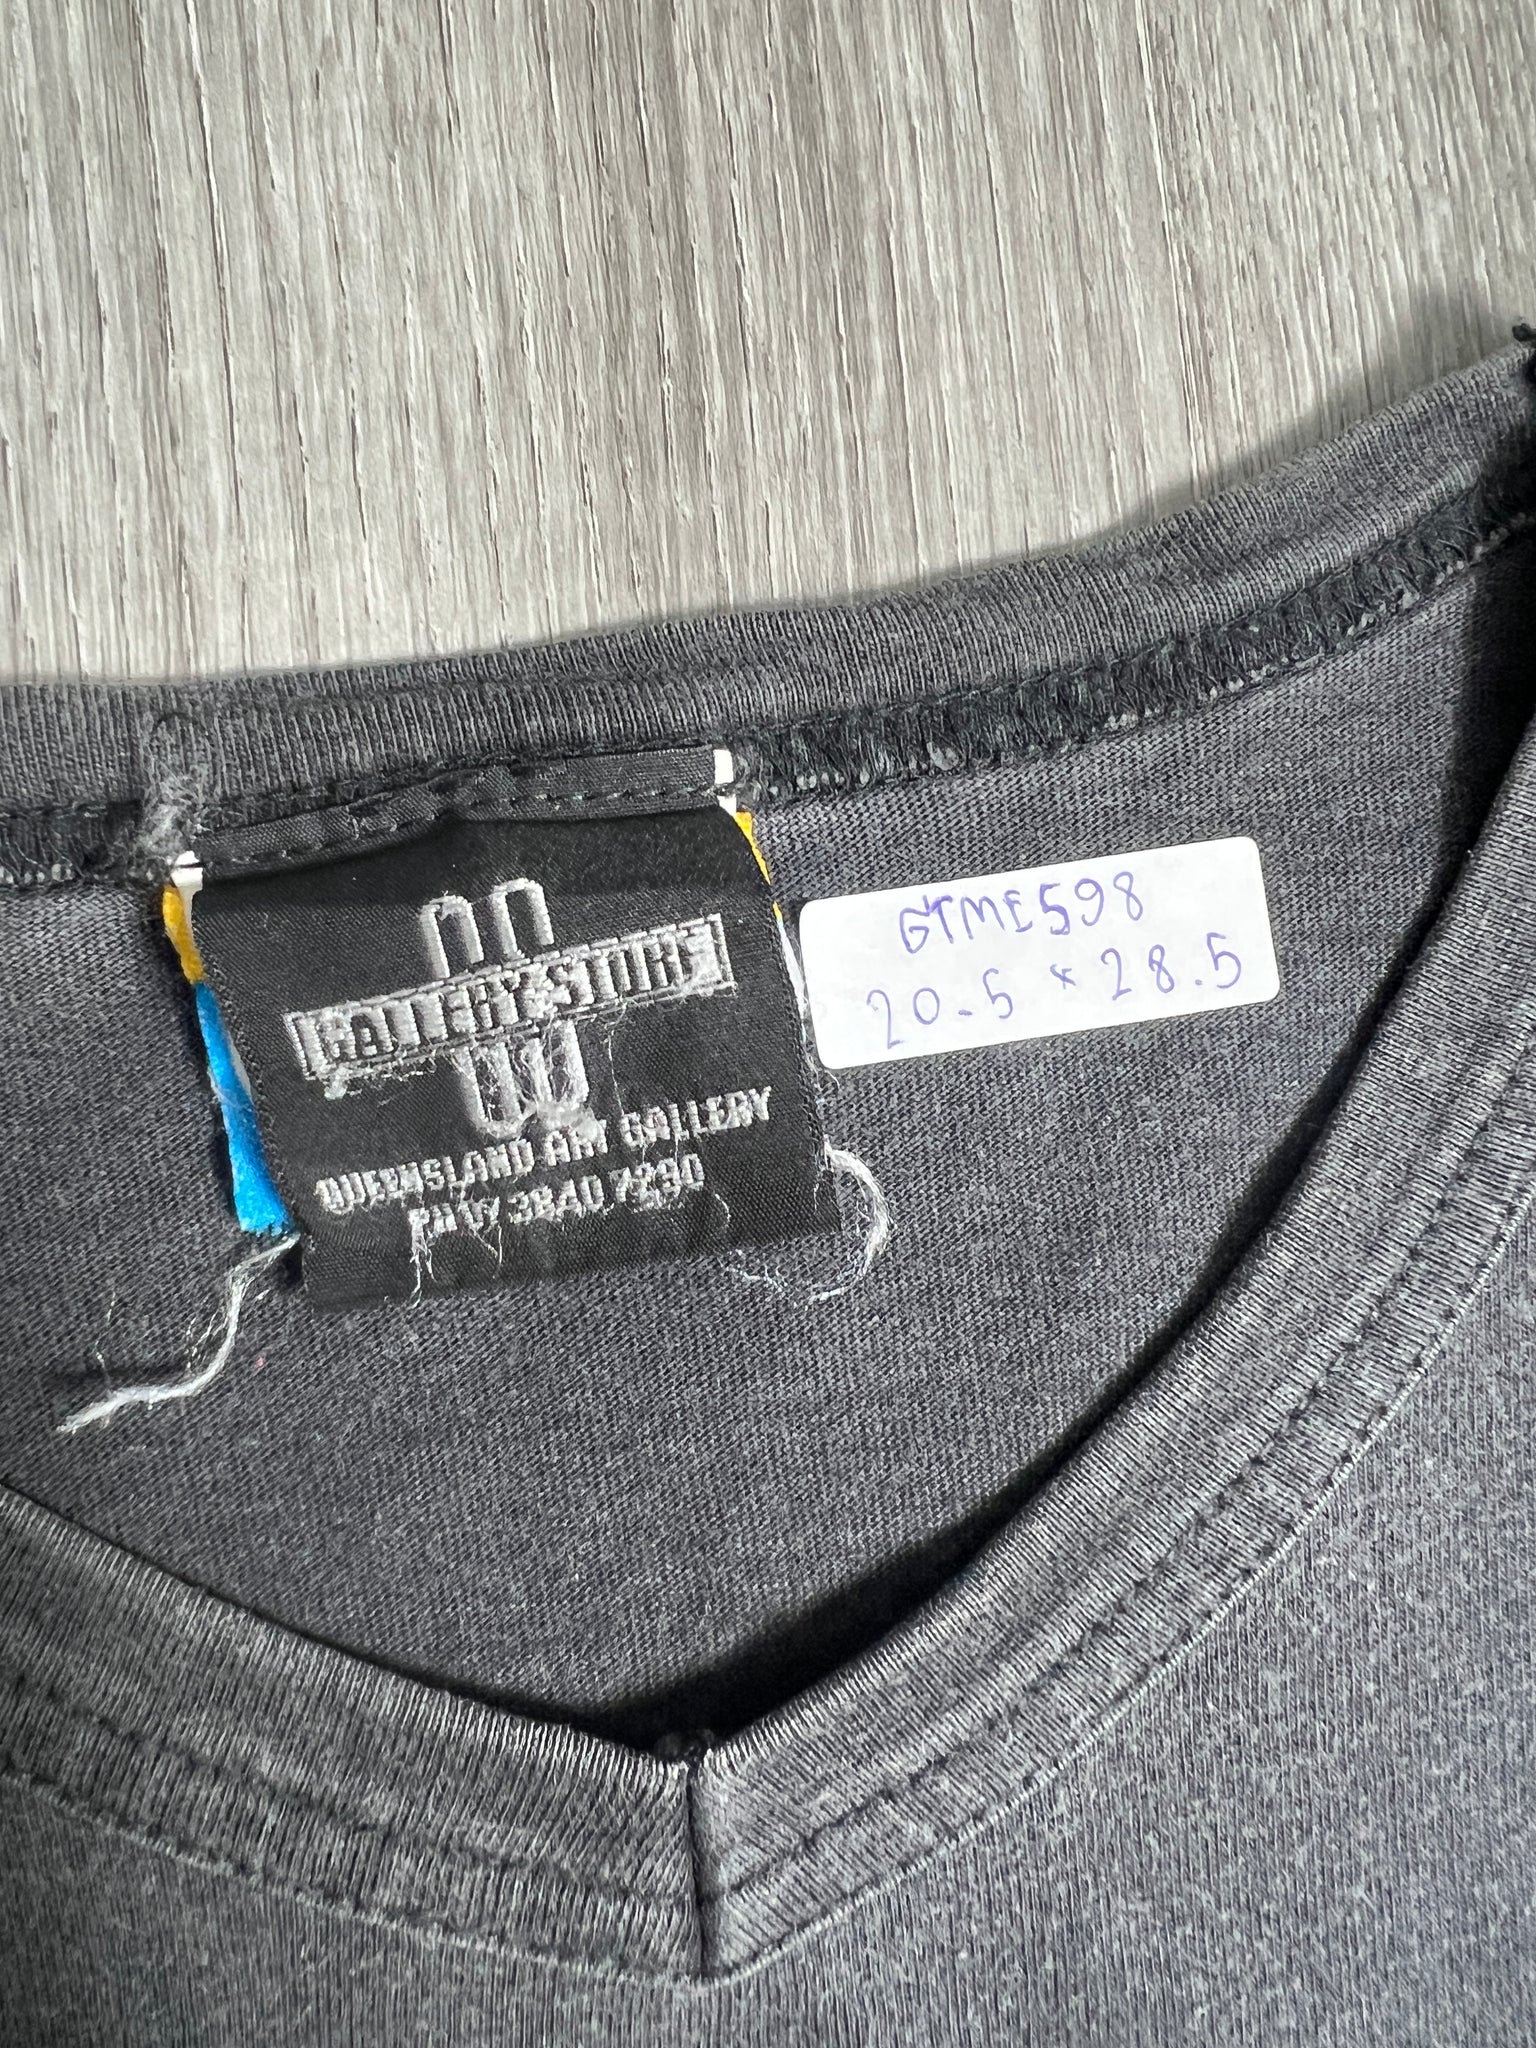 GALLERY STORE
QUEENSLAND ART GALLERY
PH 07 3840 7290
GTME598
20.5 * 28.5